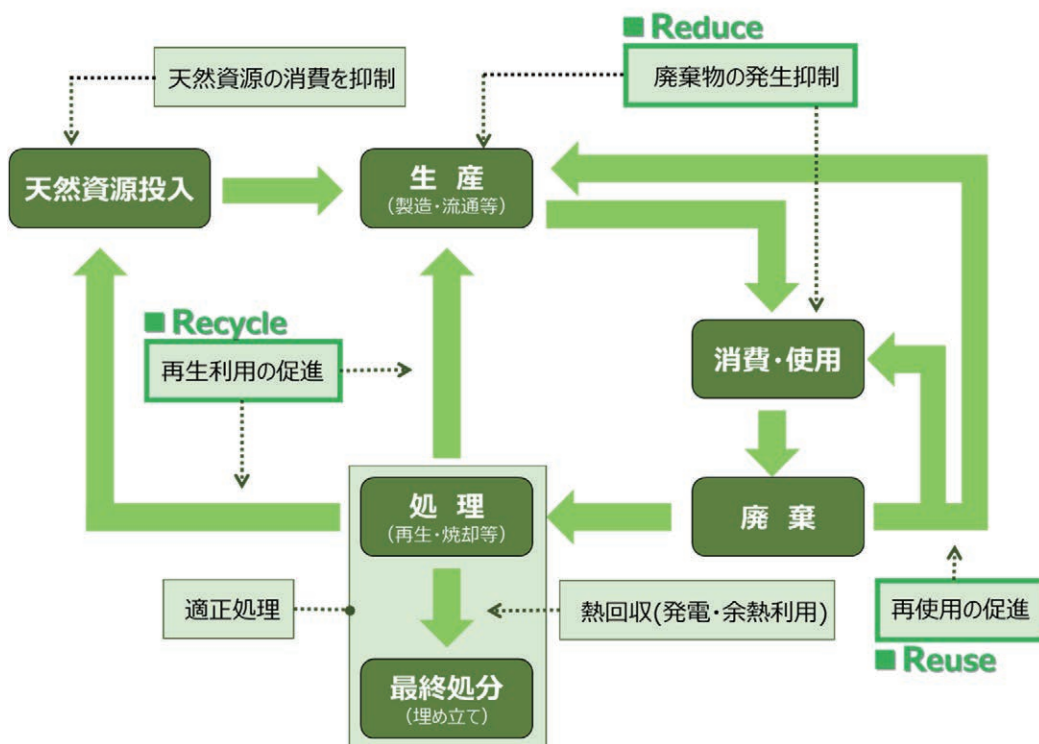 ■ Reduce
天然資源の消費を抑制
廃棄物の発生抑制
天然資源投入
生 産
(製造・流通等)
■ Recycle
再生利用の促進
消費・使用
処 理
(再生・焼却等)
廃 棄
適正処理
熱回収(発電・余熱利用)
再使用の促進
■ Reuse
最終処分
(埋め立て)